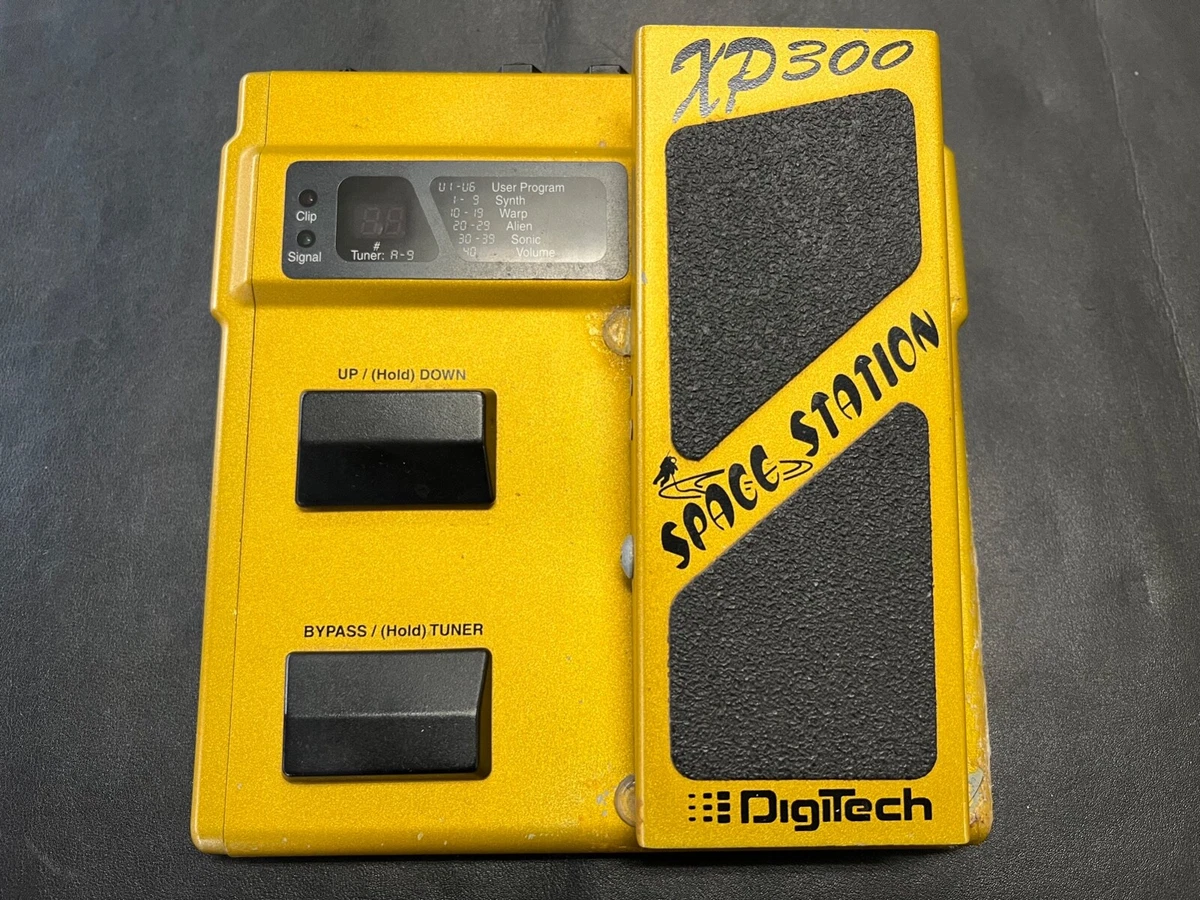 XP300
U1-U6 User Program
1-9 Synth
10-19 Warp
20-29 Alien
30-39 Sonic
40 Volume
Clip
Signal
#
Tuner: A-g
UP / (Hold) DOWN
SPACE STATION
BYPASS / (Hold) TUNER
DigiTech